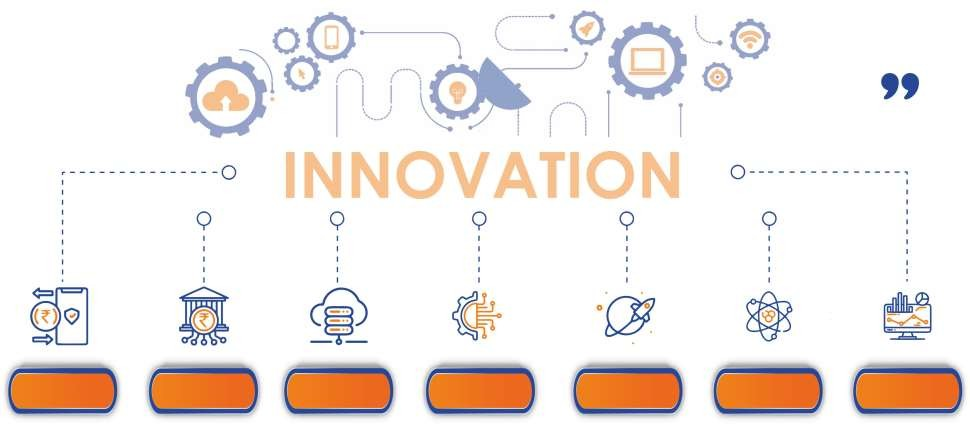 ”
INNOVATION
₹
₹